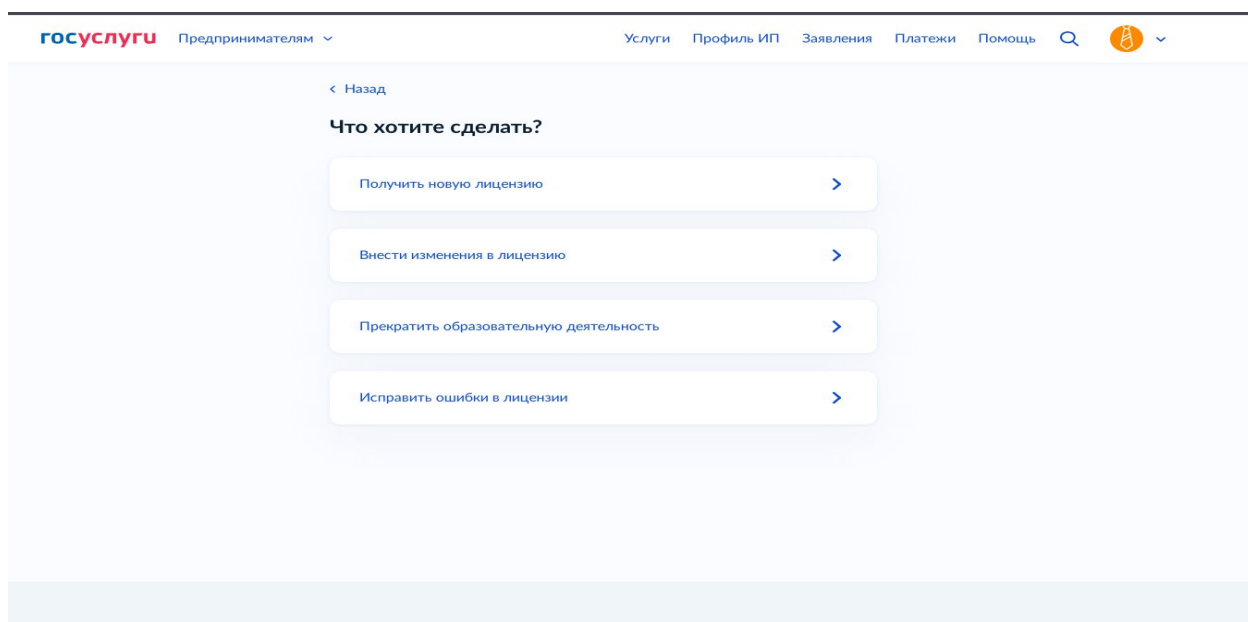 госуслуги Предпринимателям Услуги Профиль ИП Заявления Платежи Помощь
Назад
Что хотите сделать?
Получить новую лицензию
Внести изменения в лицензию
Прекратить образовательную деятельность
Исправить ошибки в лицензии